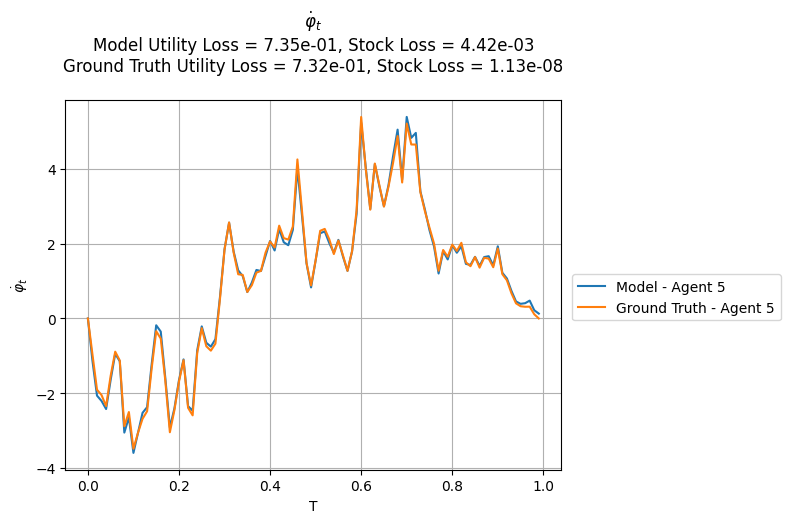 φ̇ₜ
Model Utility Loss = 7.35e-01, Stock Loss = 4.42e-03
Ground Truth Utility Loss = 7.32e-01, Stock Loss = 1.13e-08
φ̇ₜ
4
2
0
−2
−4
0.0 0.2 0.4 0.6 0.8 1.0
T
Model - Agent 5
Ground Truth - Agent 5